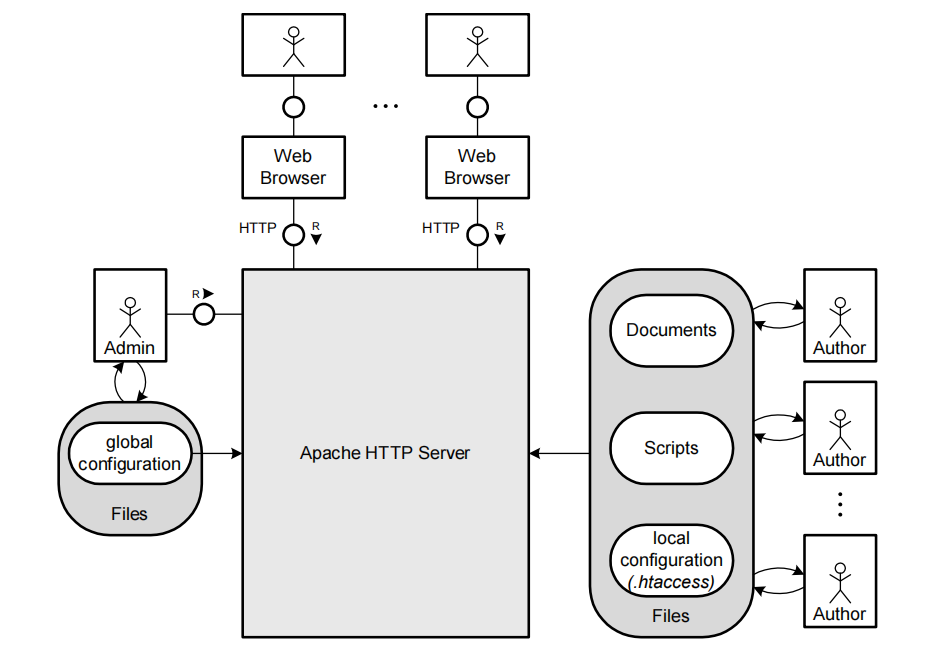 Web
Browser
Web
Browser
HTTP
R
HTTP
R
R
Admin
global
configuration
Files
Apache HTTP Server
Documents
Scripts
local
configuration
(.htaccess)
Files
Author
Author
Author